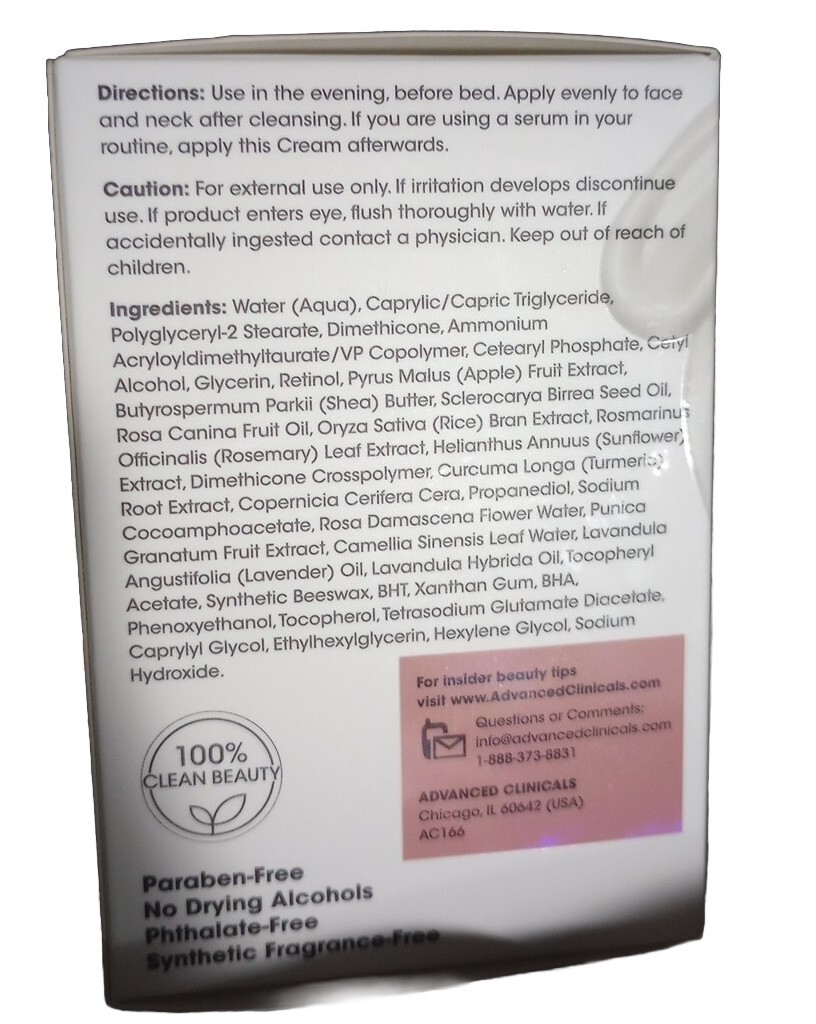 Directions: Use in the evening, before bed. Apply evenly to face
and neck after cleansing. If you are using a serum in your
routine, apply this Cream afterwards.
Caution: For external use only. If irritation develops discontinue
use. If product enters eye, flush thoroughly with water. If
accidentally ingested contact a physician. Keep out of reach of
children.
Ingredients: Water (Aqua), Caprylic/Capric Triglyceride,
Polyglyceryl-2 Stearate, Dimethicone, Ammonium
Acryloyldimethyltaurate/VP Copolymer, Cetearyl Phosphate, Cetyl
Alcohol, Glycerin, Retinol, Pyrus Malus (Apple) Fruit Extract,
Butyrospermum Parkii (Shea) Butter, Sclerocarya Birrea Seed Oil,
Rosa Canina Fruit Oil, Oryza Sativa (Rice) Bran Extract, Rosmarinus
Officinalis (Rosemary) Leaf Extract, Helianthus Annuus (Sunflower)
Extract, Dimethicone Crosspolymer, Curcuma Longa (Turmeric)
Root Extract, Copernicia Cerifera Cera, Propanediol, Sodium
Cocoamphoacetate, Rosa Damascena Flower Water, Punica
Granatum Fruit Extract, Camellia Sinensis Leaf Water, Lavandula
Angustifolia (Lavender) Oil, Lavandula Hybrida Oil, Tocopheryl
Acetate, Synthetic Beeswax, BHT, Xanthan Gum, BHA,
Phenoxyethanol, Tocopherol, Tetrasodium Glutamate Diacetate,
Caprylyl Glycol, Ethylhexylglycerin, Hexylene Glycol, Sodium
Hydroxide.
For insider beauty tips
visit www.AdvancedClinicals.com
Questions or Comments:
info@advancedclinicals.com
1-888-373-8831
ADVANCED CLINICALS
Chicago, IL 60642 (USA)
AC166
100%
CLEAN BEAUTY
Paraben-Free
No Drying Alcohols
Phthalate-Free
Synthetic Fragrance-Free